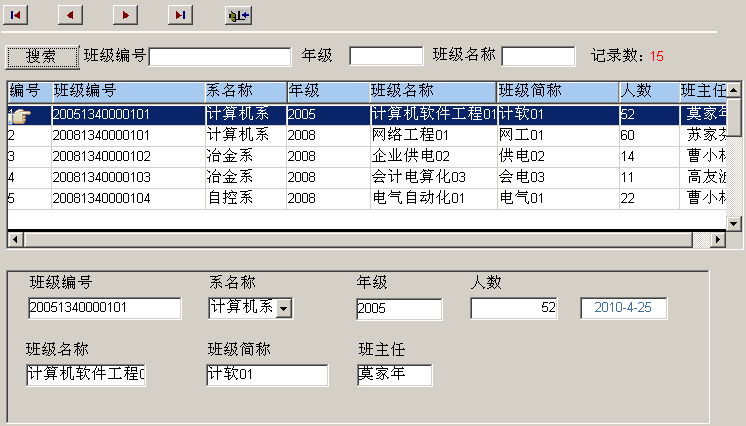 搜索 班级编号 年级 班级名称 记录数: 15
编号 班级编号 系名称 年级 班级名称 班级简称 人数 班主任
1 20051340000101 计算机系 2005 计算机软件工程01 计软01 52 莫家年
2 20081340000101 计算机系 2008 网络工程01 网工01 60 苏家
3 20081340000102 冶金系 2008 企业供电02 供电02 14 曹小
4 20081340000103 冶金系 2008 会计电算化03 会电03 11 高友
5 20081340000104 自控系 2008 电气自动化01 电气01 22 曹小
班级编号 系名称 年级 人数
20051340000101 计算机系 2005 52 2010-4-25
班级名称 班级简称 班主任
计算机软件工程 计软01 莫家年